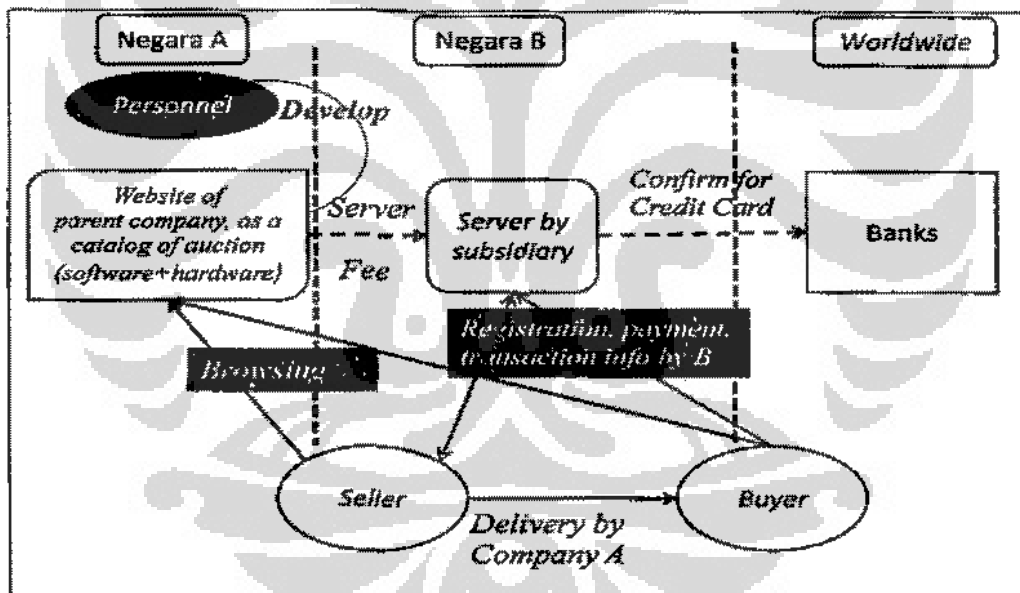 Negara A
Negara B
Worldwide
Personnel
Develop
Website of
parent company, as a
catalog of auction
(software+hardware)
Server
Fee
Server by
subsidiary
Confirm for
Credit Card
Banks
Browsing
Registration, payment,
transaction info by B
Seller
Delivery by
Company A
Buyer